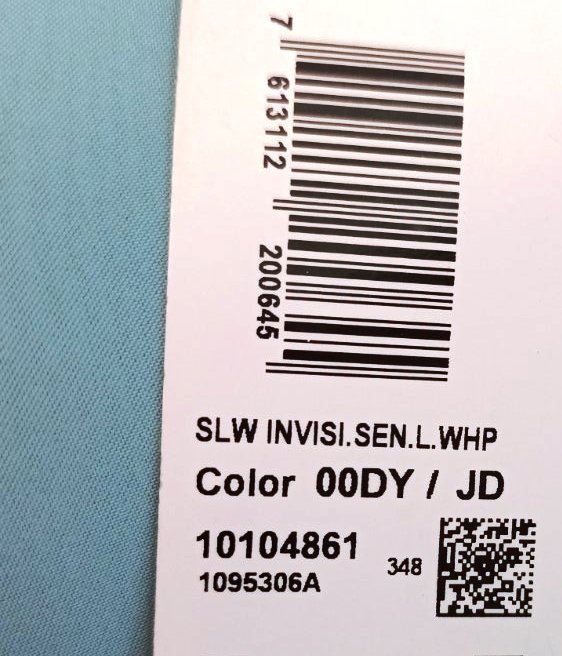 7 613112 200645
SLW INVISI.SEN.L.WHP
Color 00DY / JD
10104861
348
1095306A